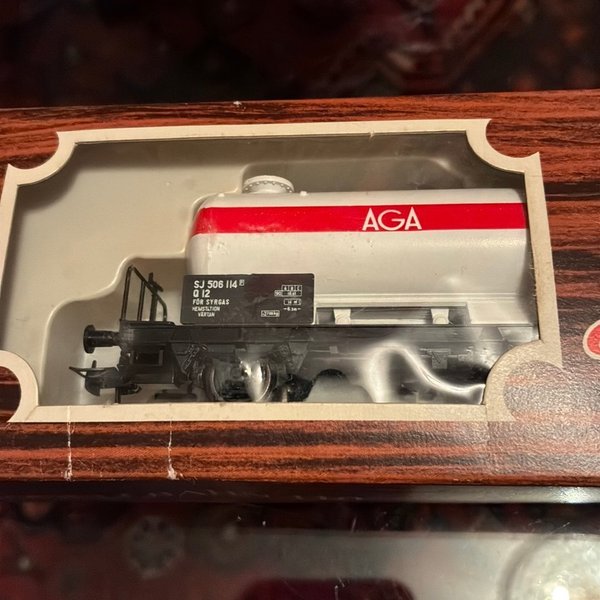 AGA
SJ 506 114 P
Q 12
FÖR SYRGAS
HEMSTATION
VÄRTAN
A B C